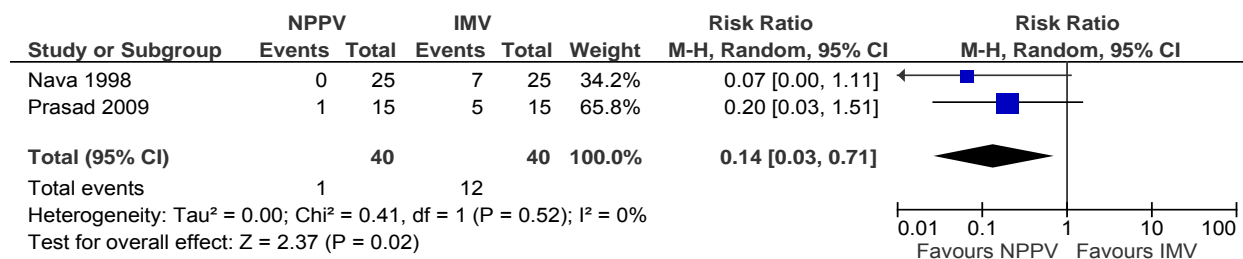 NPPV IMV Risk Ratio Risk Ratio
Study or Subgroup Events Total Events Total Weight M-H, Random, 95% CI M-H, Random, 95% CI
Nava 1998 0 25 7 25 34.2% 0.07 [0.00, 1.11]
Prasad 2009 1 15 5 15 65.8% 0.20 [0.03, 1.51]
Total (95% CI) 40 40 100.0% 0.14 [0.03, 0.71]
Total events 1 12
Heterogeneity: Tau² = 0.00; Chi² = 0.41, df = 1 (P = 0.52); I² = 0%
Test for overall effect: Z = 2.37 (P = 0.02)
0.01 0.1 1 10 100
Favours NPPV Favours IMV